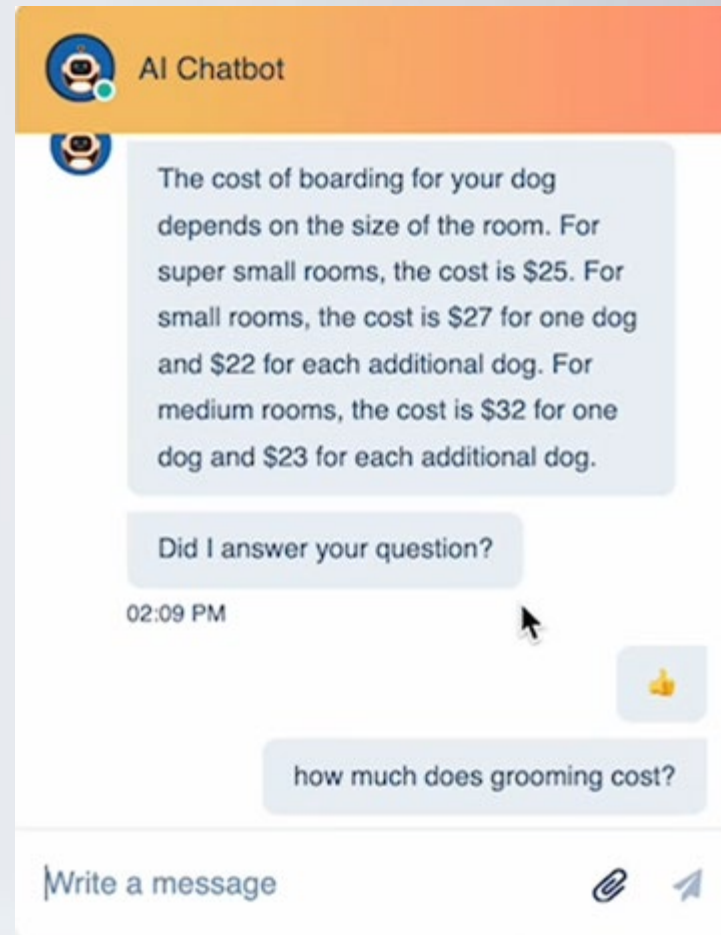 AI Chatbot
The cost of boarding for your dog
depends on the size of the room. For
super small rooms, the cost is $25. For
small rooms, the cost is $27 for one dog
and $22 for each additional dog. For
medium rooms, the cost is $32 for one
dog and $23 for each additional dog.
Did I answer your question?
02:09 PM
👍
how much does grooming cost?
Write a message